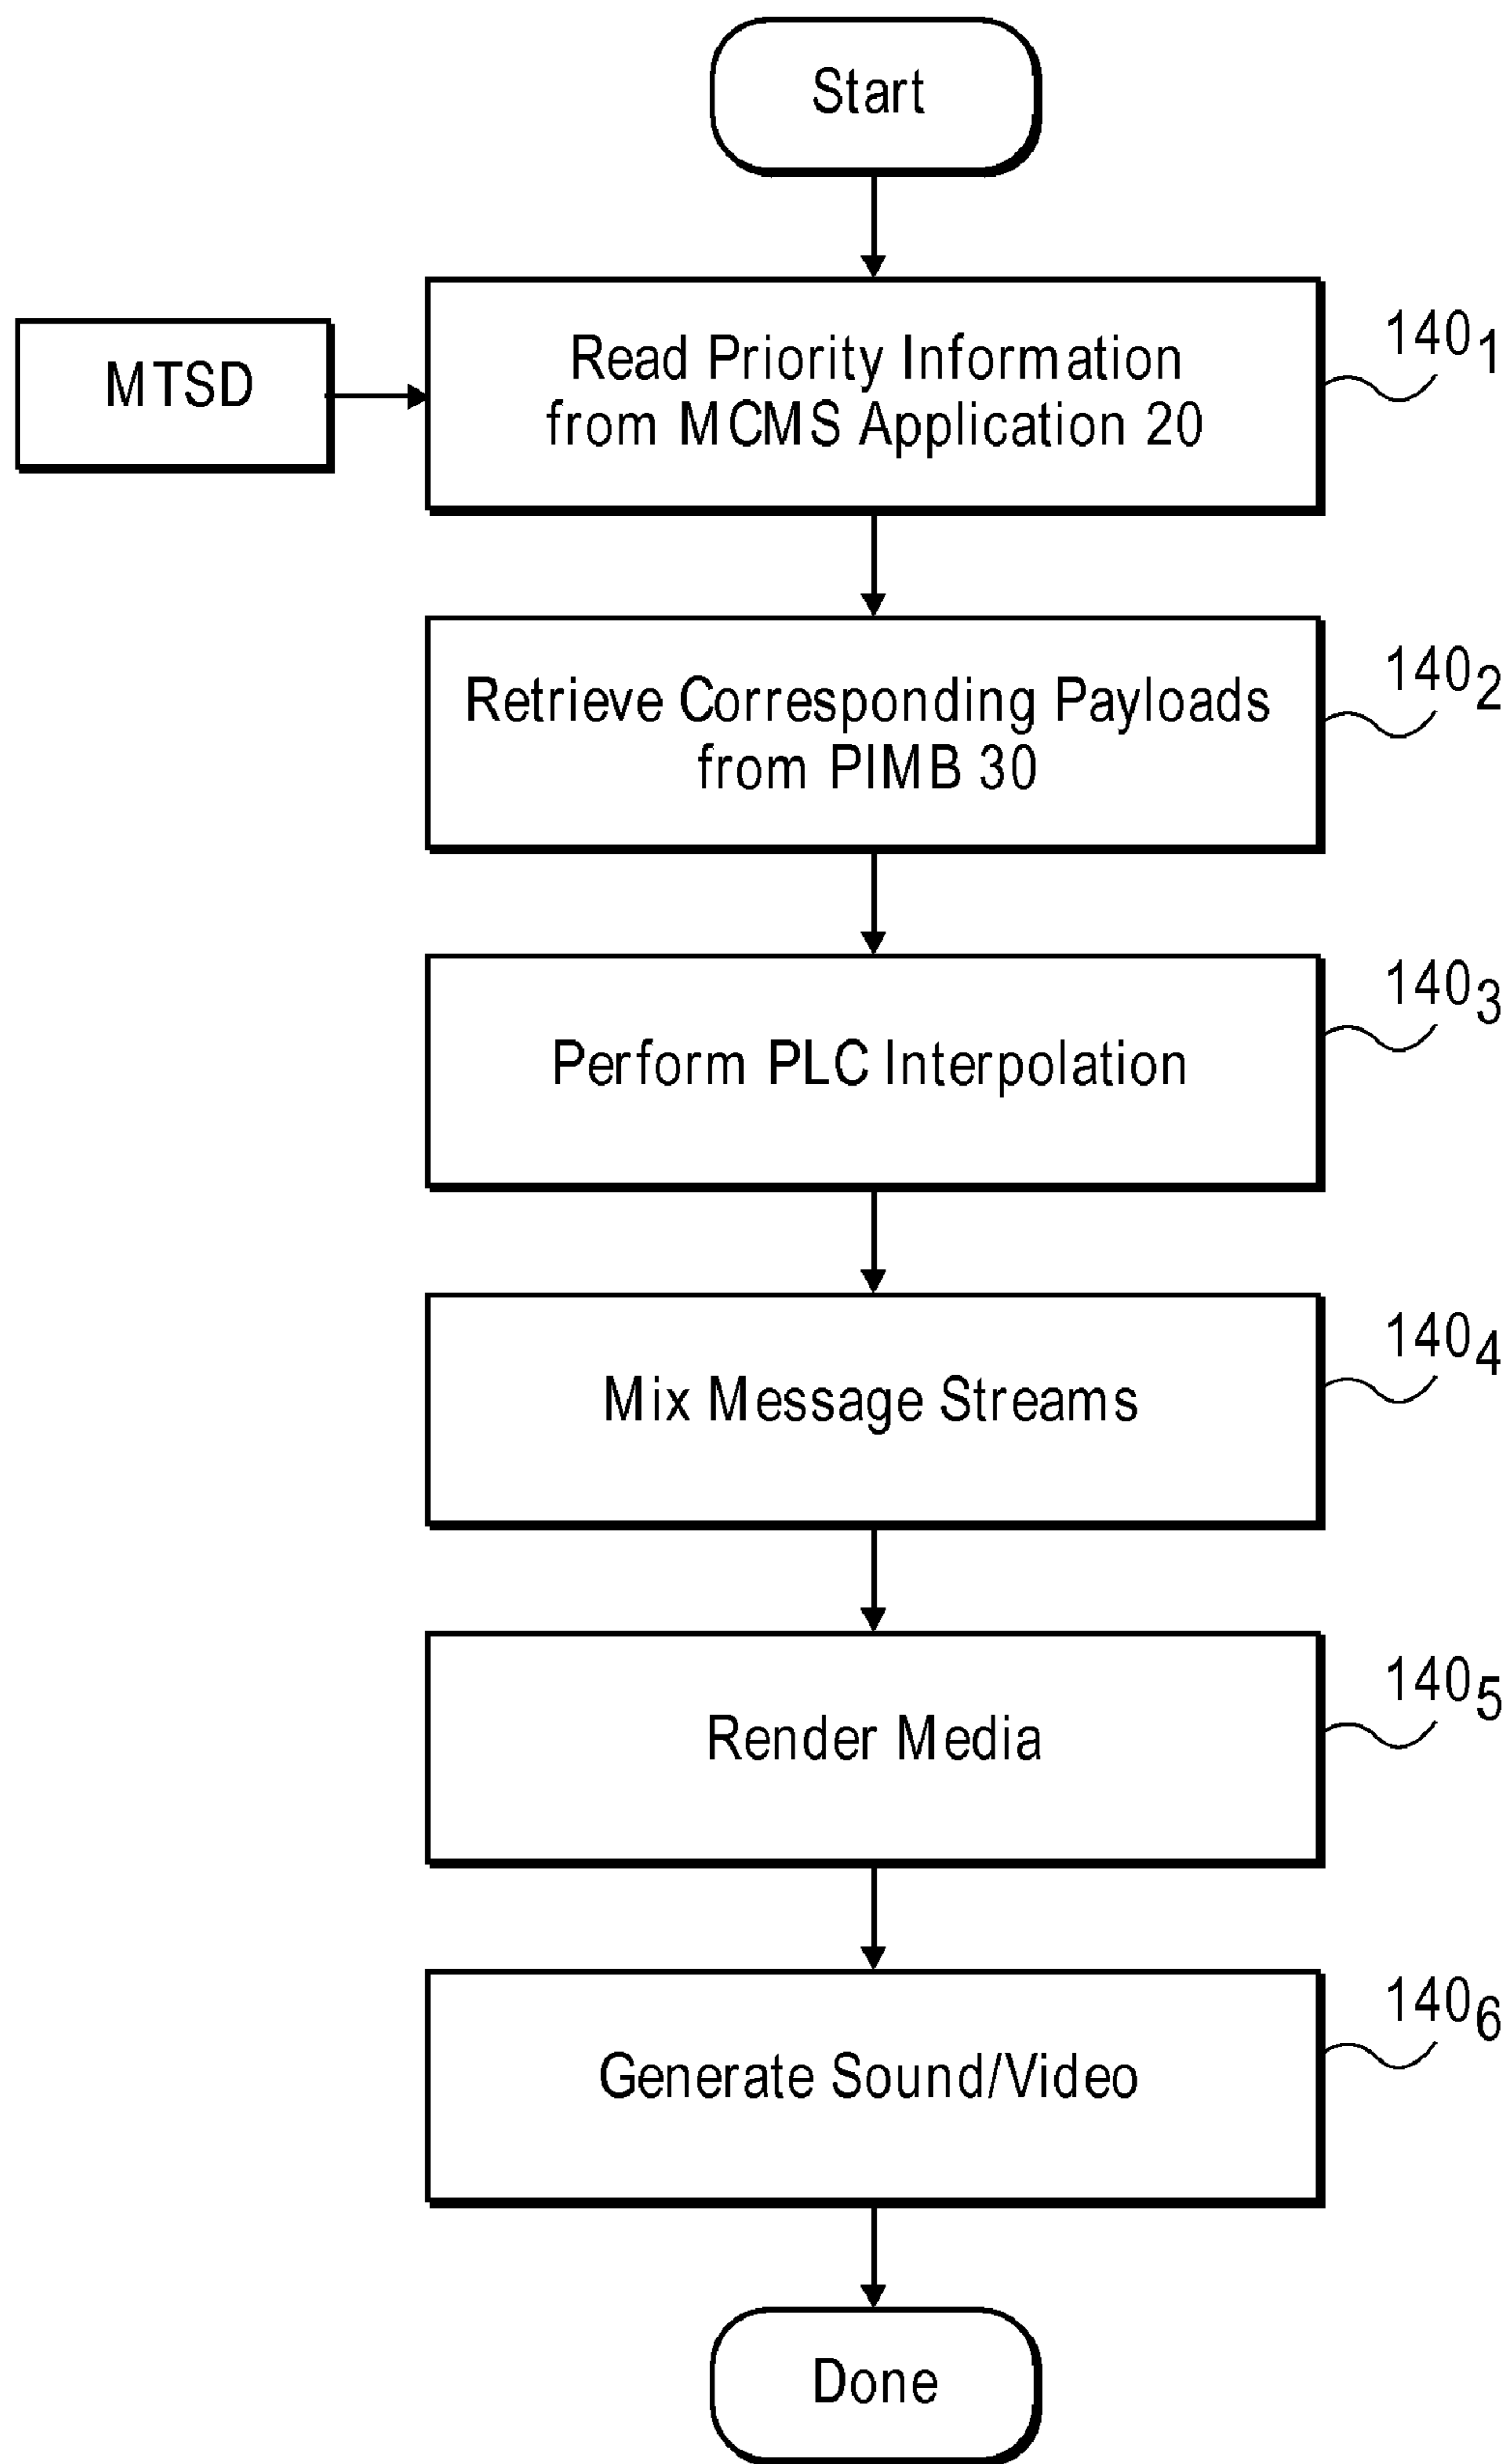 Start
MTSD
Read Priority Information
from MCMS Application 20
140₁
Retrieve Corresponding Payloads
from PIMB 30
140₂
Perform PLC Interpolation
140₃
Mix Message Streams
140₄
Render Media
140₅
Generate Sound/Video
140₆
Done